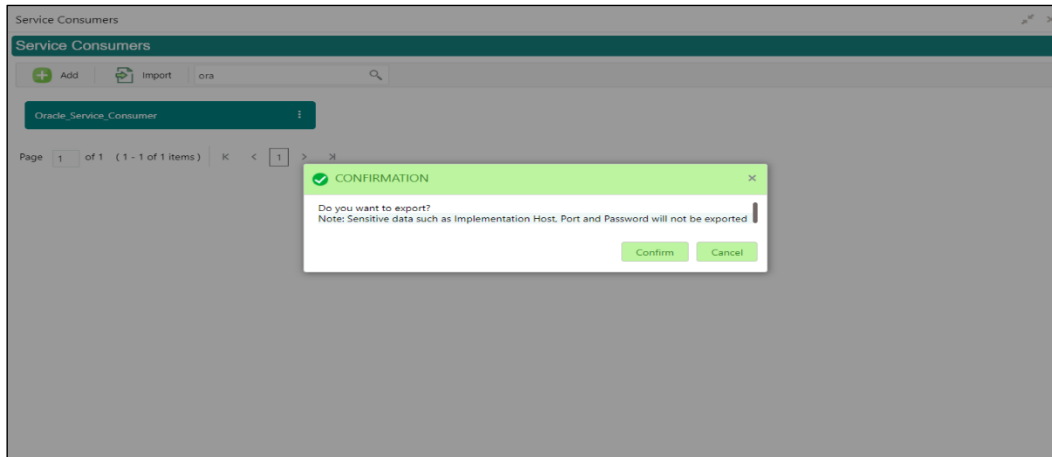 Service Consumers
Service Consumers
Add Import ora
Oracle_Service_Consumer
Page 1 of 1 (1 - 1 of 1 items) K < 1 > >|
CONFIRMATION
Do you want to export?
Note: Sensitive data such as Implementation Host, Port and Password will not be exported
Confirm Cancel